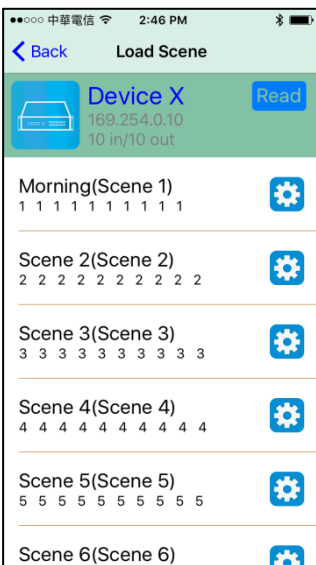 中華電信 2:46 PM
Back Load Scene
Device X
Read
169.254.0.10
10 in/10 out
Morning(Scene 1)
1 1 1 1 1 1 1 1 1 1
Scene 2(Scene 2)
2 2 2 2 2 2 2 2 2 2
Scene 3(Scene 3)
3 3 3 3 3 3 3 3 3 3
Scene 4(Scene 4)
4 4 4 4 4 4 4 4 4 4
Scene 5(Scene 5)
5 5 5 5 5 5 5 5 5 5
Scene 6(Scene 6)